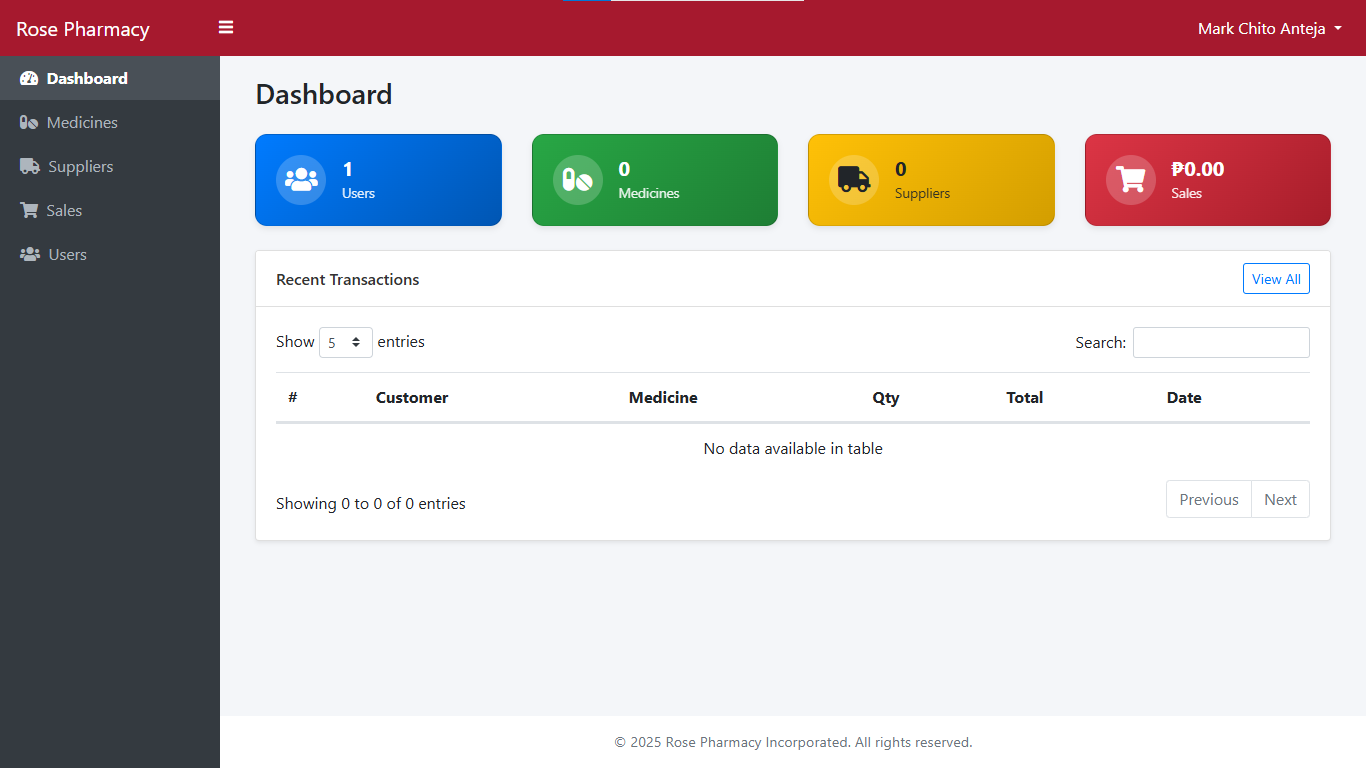 Rose Pharmacy
Mark Chito Anteja
Dashboard
Medicines
Suppliers
Sales
Users
Dashboard
1
Users
0
Medicines
0
Suppliers
₱0.00
Sales
Recent Transactions
View All
Show 5 entries
Search:
# Customer Medicine Qty Total Date
No data available in table
Showing 0 to 0 of 0 entries
Previous Next
© 2025 Rose Pharmacy Incorporated. All rights reserved.